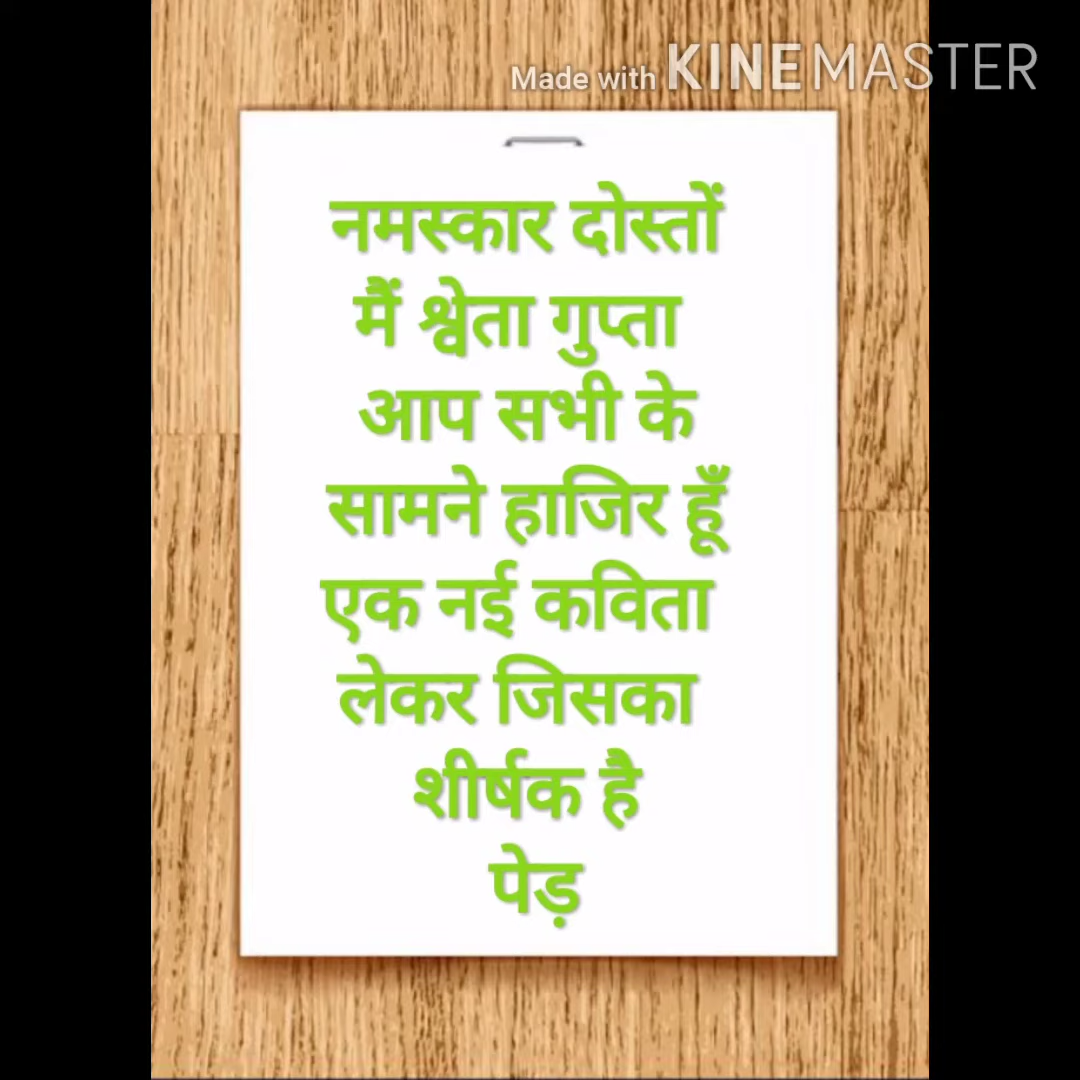 Made with KINEMASTER
नमस्कार दोस्तों
मैं श्वेता गुप्ता
आप सभी के
सामने हाजिर हूँ
एक नई कविता
लेकर जिसका
शीर्षक है
पेड़